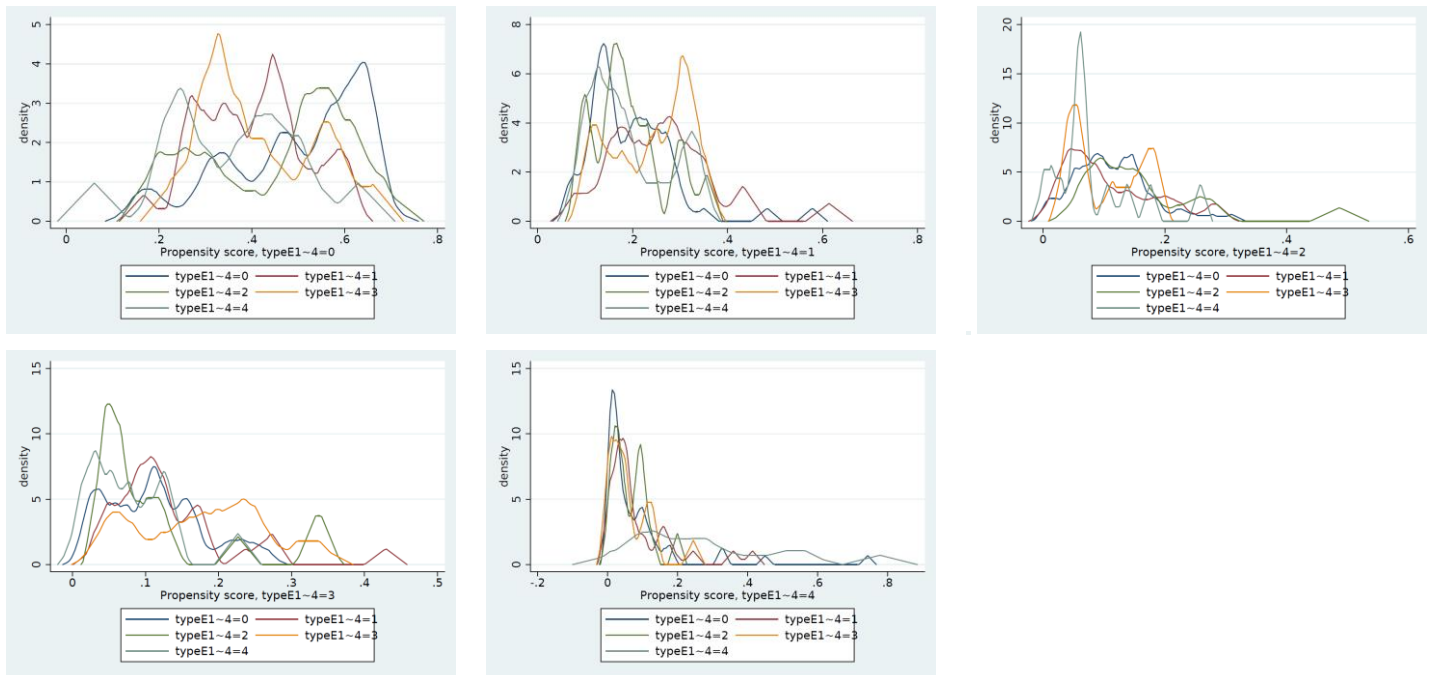 density
5
4
3
2
1
0
0 .2 .4 .6 .8
Propensity score, typeE1~4=0
typeE1~4=0 typeE1~4=1
typeE1~4=2 typeE1~4=3
typeE1~4=4
density
8
6
4
2
0
0 .2 .4 .6 .8
Propensity score, typeE1~4=1
typeE1~4=0 typeE1~4=1
typeE1~4=2 typeE1~4=3
typeE1~4=4
density
20
15
10
5
0
0 .2 .4 .6
Propensity score, typeE1~4=2
typeE1~4=0 typeE1~4=1
typeE1~4=2 typeE1~4=3
typeE1~4=4
density
15
10
5
0
0 .1 .2 .3 .4 .5
Propensity score, typeE1~4=3
typeE1~4=0 typeE1~4=1
typeE1~4=2 typeE1~4=3
typeE1~4=4
density
15
10
5
0
-.2 0 .2 .4 .6 .8
Propensity score, typeE1~4=4
typeE1~4=0 typeE1~4=1
typeE1~4=2 typeE1~4=3
typeE1~4=4